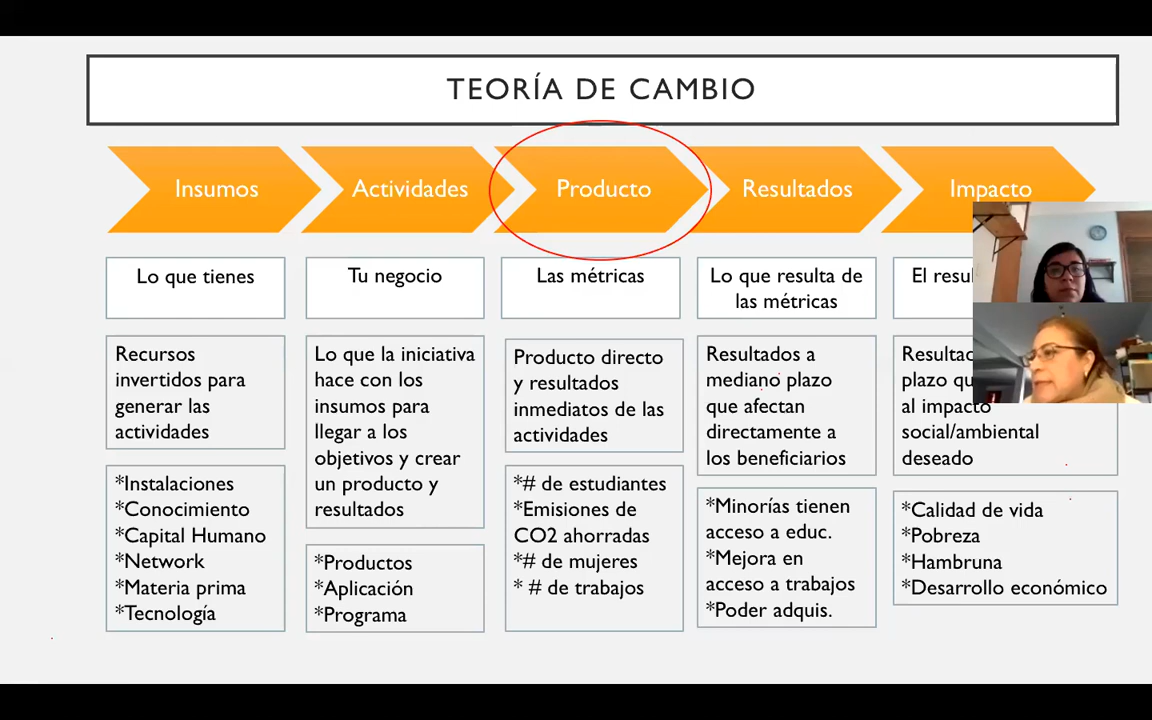 TEORÍA DE CAMBIO
Insumos
Actividades
Producto
Resultados
Impacto
Lo que tienes
Tu negocio
Las métricas
Lo que resulta de
las métricas
El
Recursos
invertidos para
generar las
actividades
Lo que la iniciativa
hace con los
insumos para
llegar a los
objetivos y crear
un producto y
resultados
Producto directo
y resultados
inmediatos de las
actividades
Resultados a
mediano plazo
que afectan
directamente a
los beneficiarios
plazo
al impacto
social/ambiental
deseado
*Instalaciones
*Conocimiento
*Capital Humano
*Network
*Materia prima
*Tecnología
*Productos
*Aplicación
*Programa
*# de estudiantes
*Emisiones de
CO2 ahorradas
*# de mujeres
* # de trabajos
*Minorías tienen
acceso a educ.
*Mejora en
acceso a trabajos
*Poder adquis.
*Calidad de vida
*Pobreza
*Hambruna
*Desarrollo económico